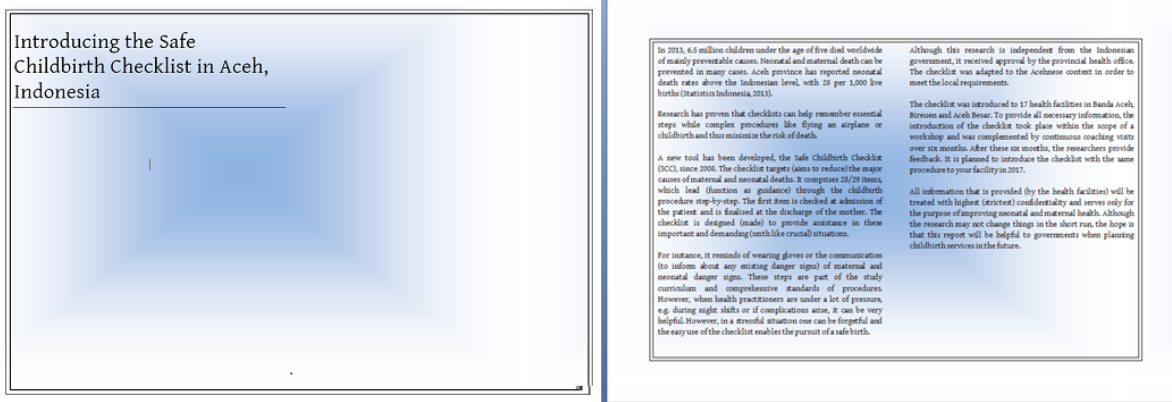 Introducing the Safe
Childbirth Checklist in Aceh,
Indonesia
In 2013, 6.5 million children under the age of five died worldwide
of mainly preventable causes. Neonatal and maternal death can be
prevented in many cases. Aceh province has reported neonatal
death rates above the Indonesian level, with 28 per 1,000 live
births (Statistics Indonesia, 2013).
Research has proven that checklists can help remember essential
steps while complex procedures like flying an airplane or
childbirth and thus minimize the risk of death.
A new tool has been developed, the Safe Childbirth Checklist
(SCC), since 2008. The checklist targets (aims to reduce) the major
causes of maternal and neonatal deaths. It comprises 28/29 items,
which lead (function as guidance) through the childbirth
procedure step-by-step. The first item is checked at admission of
the patient and is finalised at the discharge of the mother. The
checklist is designed (made) to provide assistance in these
important and demanding (smth like crucial) situations.
For instance, it reminds of wearing gloves or the communication
(to inform about any existing danger signs) of maternal and
neonatal danger signs. These steps are part of the study
curriculum and comprehensive standards of procedures.
However, when health practitioners are under a lot of pressure,
e.g. during night shifts or if complications arise, it can be very
helpful. However, in a stressful situation one can be forgetful and
the easy use of the checklist enables the pursuit of a safe birth.
Although this research is independent from the Indonesian
government, it received approval by the provincial health office.
The checklist was adapted to the Acehnese context in order to
meet the local requirements.
The checklist was introduced to 17 health facilities in Banda Aceh,
Bireuen and Aceh Besar. To provide all necessary information, the
introduction of the checklist took place within the scope of a
workshop and was complemented by continuous coaching visits
over six months. After these six months, the researchers provide
feedback. It is planned to introduce the checklist with the same
procedure to your facility in 2017.
All information that is provided (by the health facilities) will be
treated with highest (strictest) confidentiality and serves only for
the purpose of improving neonatal and maternal health. Although
the research may not change things in the short run, the hope is
that this report will be helpful to governments when planning
childbirth services in the future.